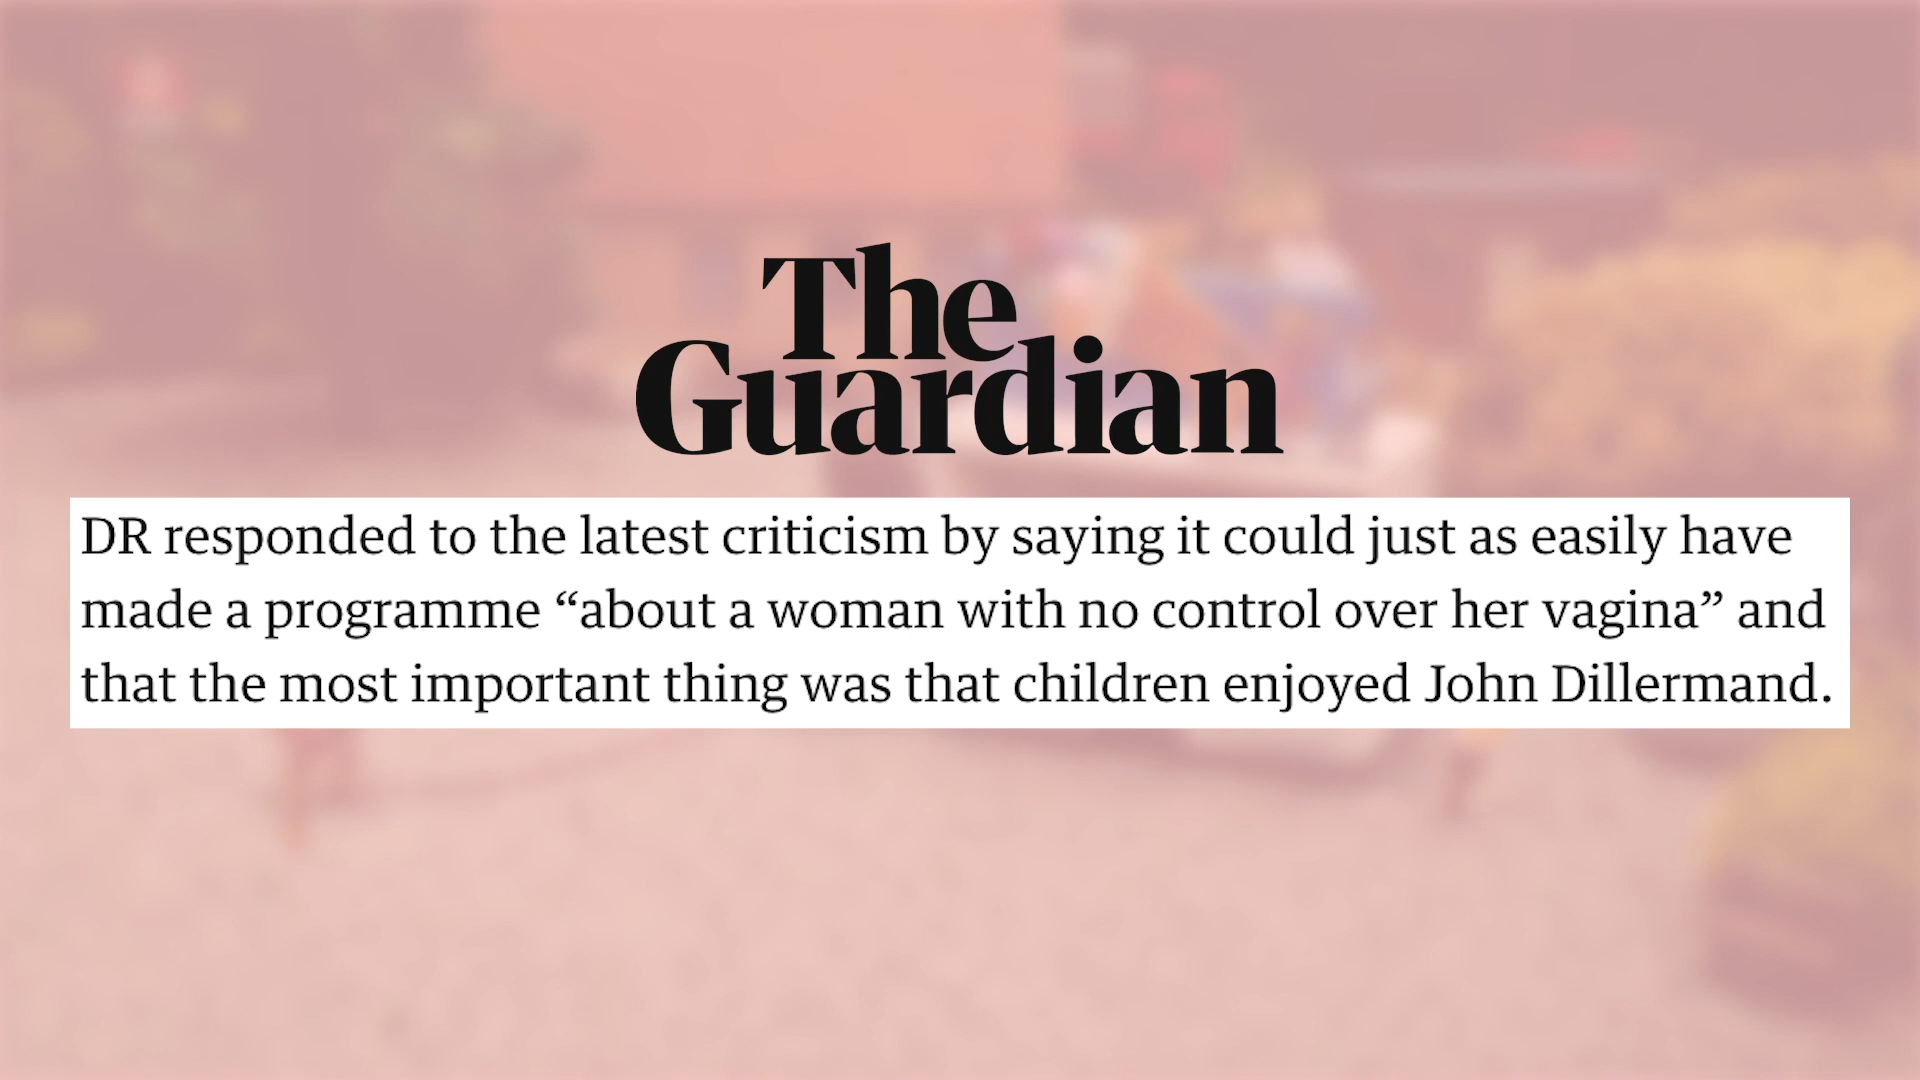 The
Guardian
DR responded to the latest criticism by saying it could just as easily have
made a programme “about a woman with no control over her vagina” and
that the most important thing was that children enjoyed John Dillermand.